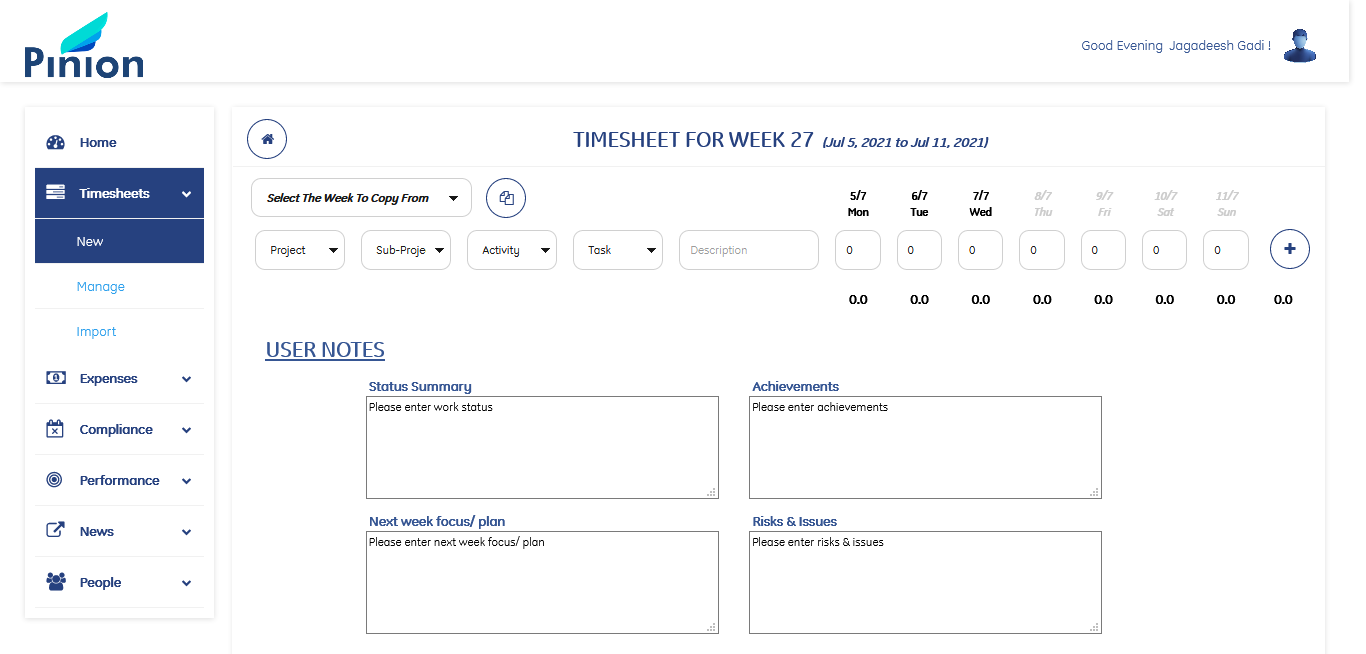 Pinion
Good Evening Jagadeesh Gadi !
Home
Timesheets
New
Manage
Import
Expenses
Compliance
Performance
News
People
TIMESHEET FOR WEEK 27 (Jul 5, 2021 to Jul 11, 2021)
Select The Week To Copy From
5/7 6/7 7/7 8/7 9/7 10/7 11/7
Mon Tue Wed Thu Fri Sat Sun
Project Sub-Proje Activity Task Description 0 0 0 0 0 0 0
0.0 0.0 0.0 0.0 0.0 0.0 0.0 0.0
USER NOTES
Status Summary
Please enter work status
Achievements
Please enter achievements
Next week focus/ plan
Please enter next week focus/ plan
Risks & Issues
Please enter risks & issues